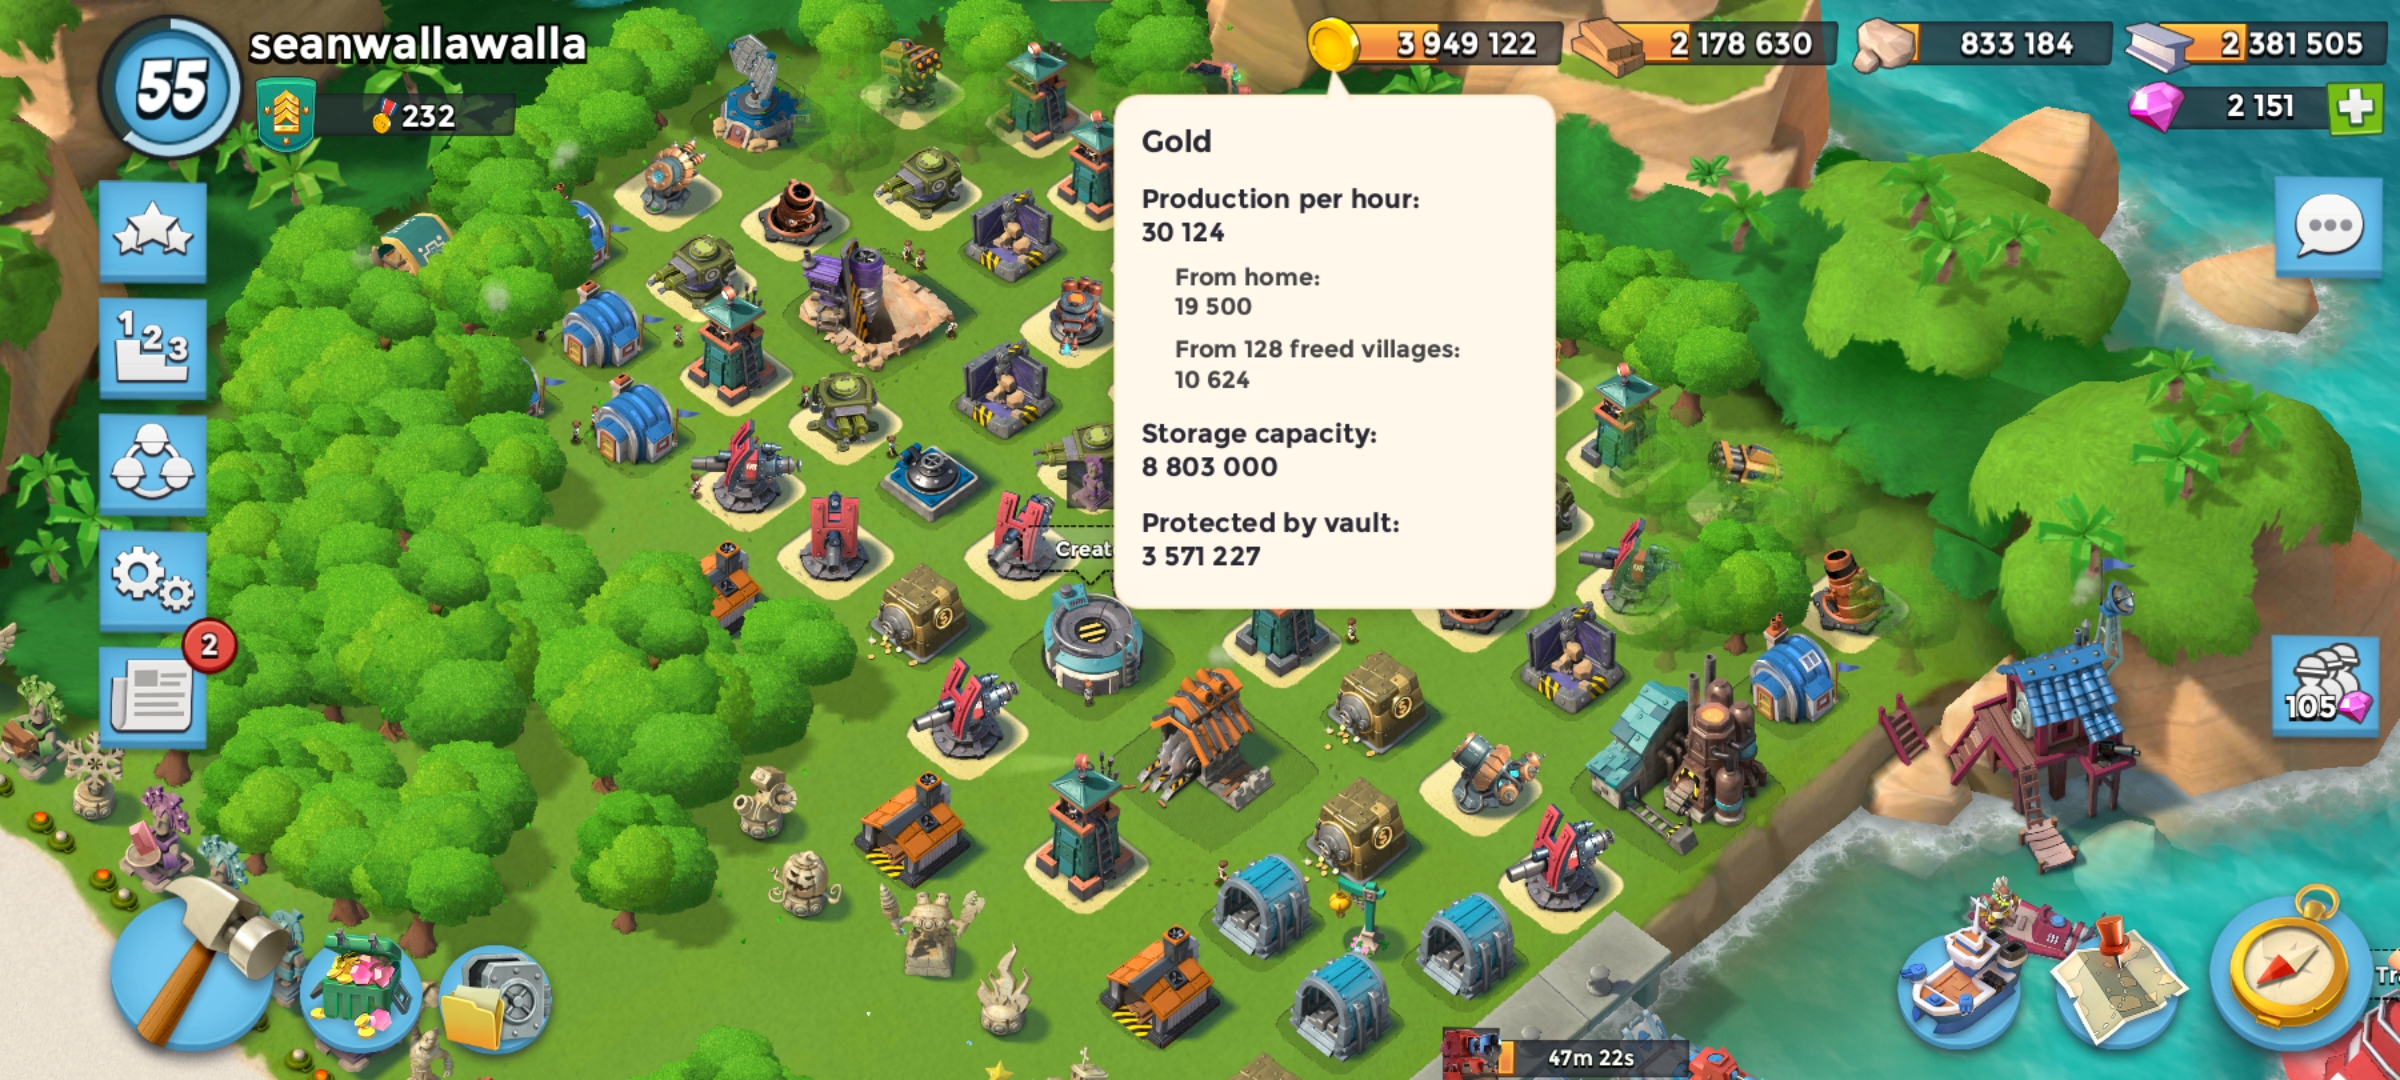 55
seanwallawalla
232
3 949 122
2 178 630
833 184
2 381 505
2 151
Gold
Production per hour:
30 124
From home:
19 500
From 128 freed villages:
10 624
Storage capacity:
8 803 000
Protected by vault:
3 571 227
123
2
105
47m 22s